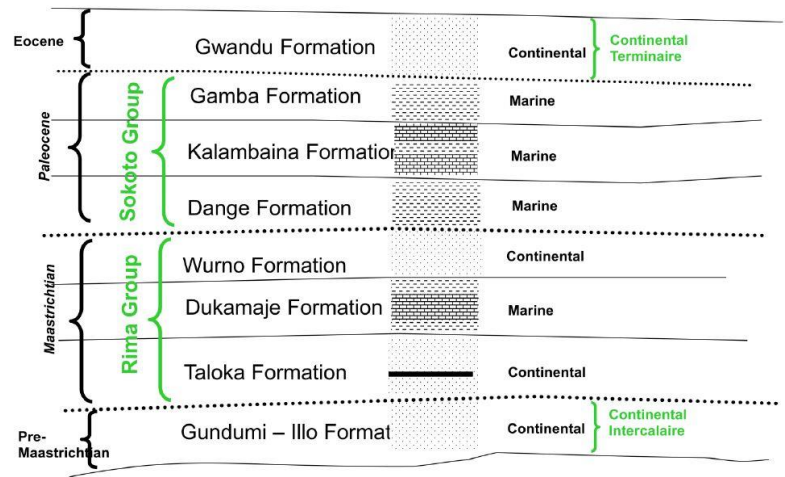 Eocene
Gwandu Formation
Continental
Continental
Terminaire
Paleocene
Sokoto Group
Gamba Formation
Marine
Kalambaina Formation
Marine
Dange Formation
Marine
Maastrichtian
Rima Group
Wurno Formation
Continental
Dukamaje Formation
Marine
Taloka Formation
Continental
Pre-
Maastrichtian
Gundumi – Illo Format
Continental
Continental
Intercalaire